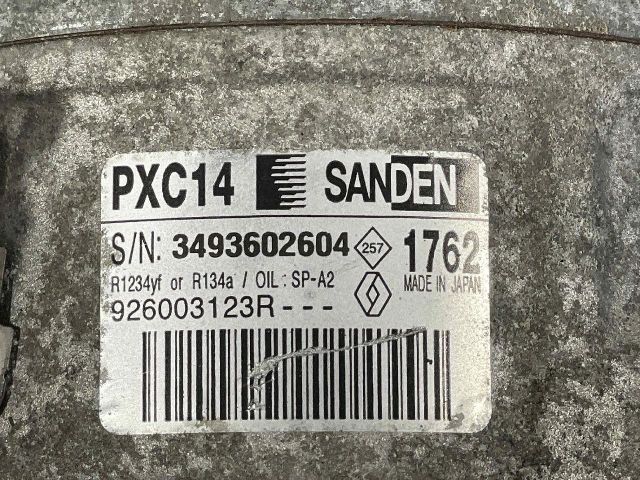 PXC14 SANDEN
S/N: 3493602604 257 1762
R1234yf or R134a / OIL : SP-A2 MADE IN JAPAN
926003123R - - -